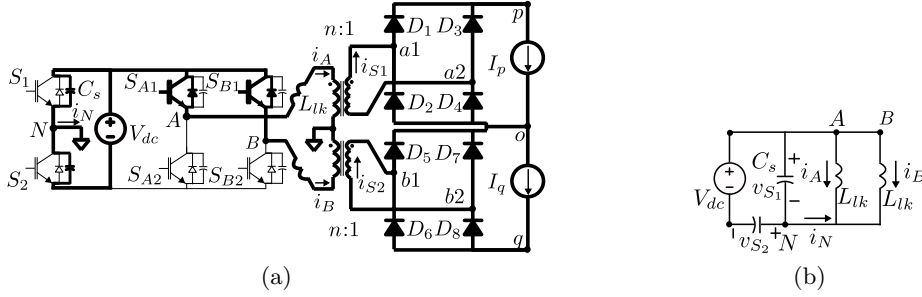 n:1
S1
Cs
iN
N
S2
Vdc
SA1
SB1
A
B
SA2
SB2
iA
Llk
iB
iS1
iS2
n:1
D1 D3
a1
a2
D2 D4
D5 D7
b1
b2
D6 D8
p
Ip
o
Iq
q
(a)
A
B
Cs
vS1
+
−
iA
Llk
iB
Llk
Vdc
vS2
+
N
iN
(b)